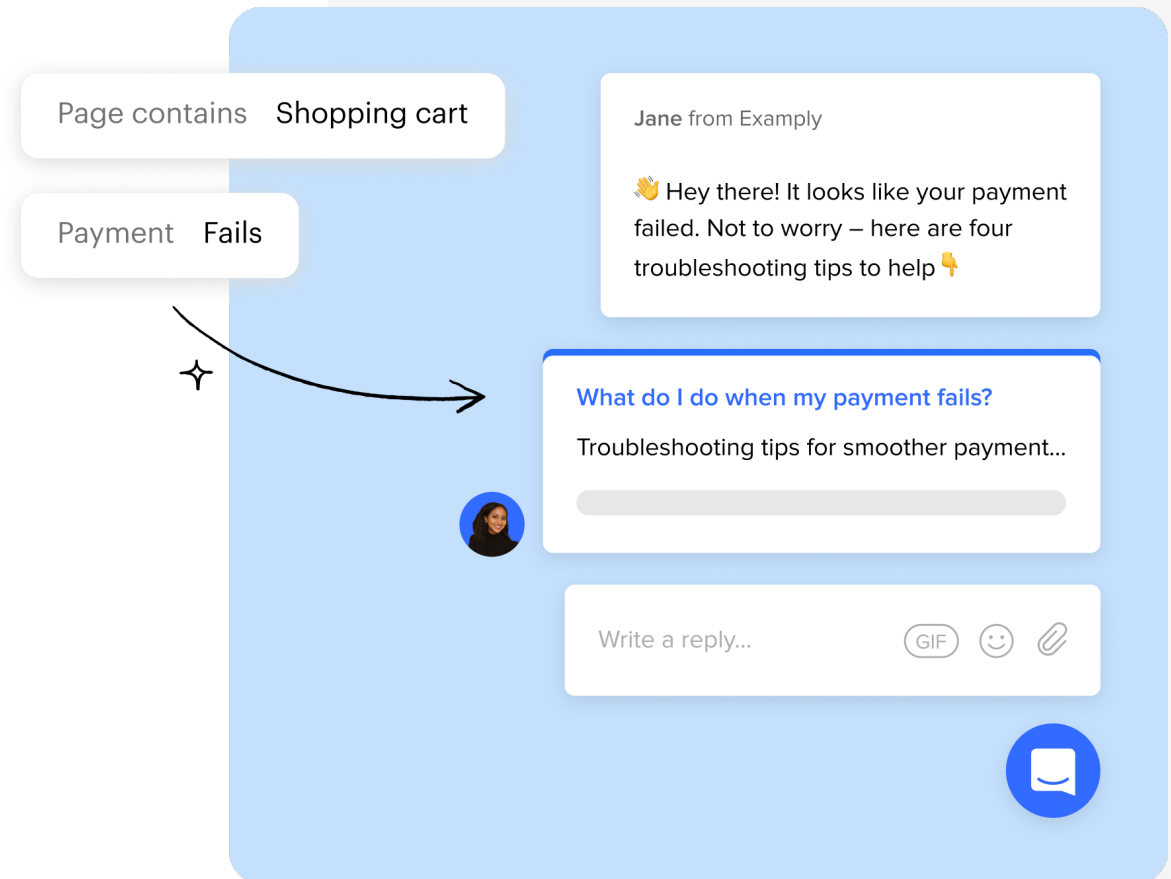 Page contains Shopping cart
Payment Fails
Jane from Examply
👋 Hey there! It looks like your payment
failed. Not to worry – here are four
troubleshooting tips to help👇
What do I do when my payment fails?
Troubleshooting tips for smoother payment...
Write a reply...
GIF